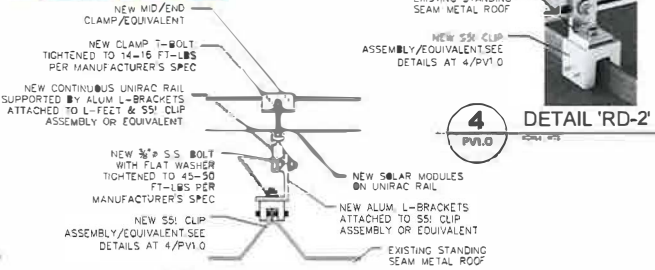 NEW MID/END
CLAMP/EQUIVALENT
NEW CLAMP T-BOLT
TIGHTENED TO 14-16 FT-LBS
PER MANUFACTURER'S SPEC
NEW CONTINUOUS UNIRAC RAIL
SUPPORTED BY ALUM L-BRACKETS
ATTACHED TO L-FEET & S5! CLIP
ASSEMBLY OR EQUIVALENT
NEW ⅜"ø S.S. BOLT
WITH FLAT WASHER
TIGHTENED TO 45-50
FT-LBS PER
MANUFACTURER'S SPEC
NEW S5! CLIP
ASSEMBLY/EQUIVALENT.SEE
DETAILS AT 4/PV1.0
NEW SOLAR MODULES
ON UNIRAC RAIL
NEW ALUM. L-BRACKETS
ATTACHED TO S5! CLIP
ASSEMBLY OR EQUIVALENT
EXISTING STANDING
SEAM METAL ROOF
EXISTING STANDING
SEAM METAL ROOF
NEW S5! CLIP
ASSEMBLY/EQUIVALENT.SEE
DETAILS AT 4/PV1.0
4
PV1.0
DETAIL 'RD-2'